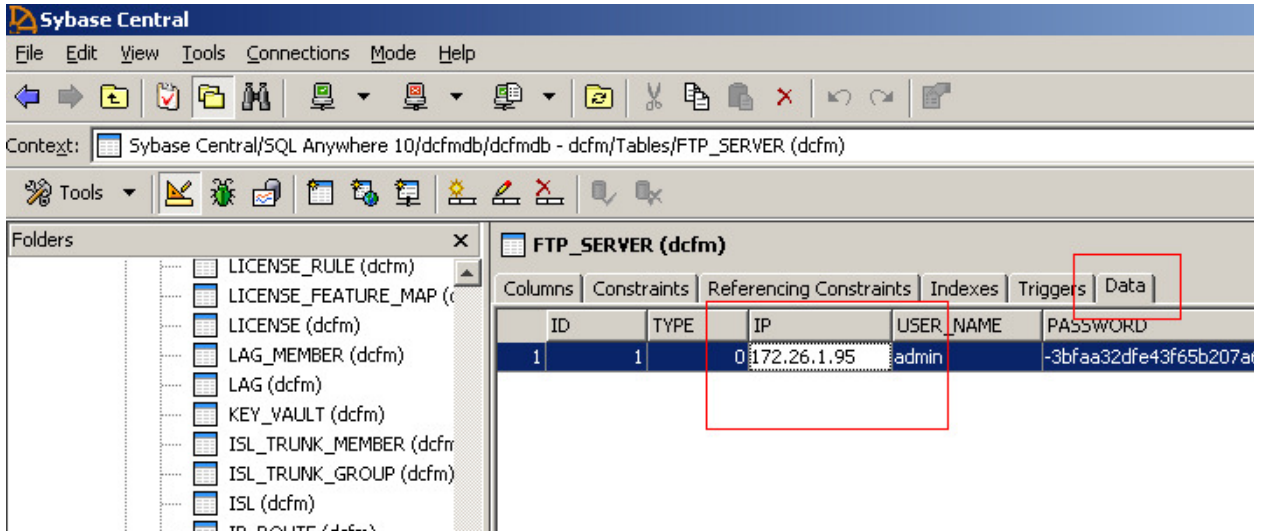 Sybase Central
File Edit View Tools Connections Mode Help
Context: Sybase Central/SQL Anywhere 10/dcfmdb/dcfmdb - dcfm/Tables/FTP_SERVER (dcfm)
Tools
Folders
LICENSE_RULE (dcfm)
LICENSE_FEATURE_MAP (
LICENSE (dcfm)
LAG_MEMBER (dcfm)
LAG (dcfm)
KEY_VAULT (dcfm)
ISL_TRUNK_MEMBER (dcfm
ISL_TRUNK_GROUP (dcfm)
ISL (dcfm)
IP_ROUTE (dcfm)
FTP_SERVER (dcfm)
Columns Constraints Referencing Constraints Indexes Triggers Data
ID TYPE IP USER_NAME PASSWORD
1 1 0 172.26.1.95 admin -3bfaa32dfe43f65b207a